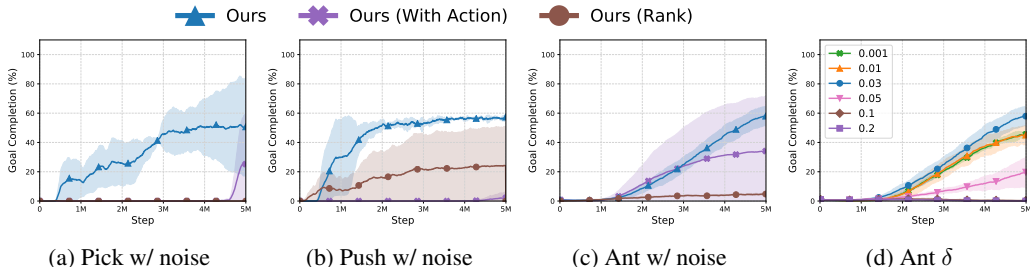 Ours Ours (With Action) Ours (Rank)
Goal Completion (%)
100
80
60
40
20
0
0 1M 2M 3M 4M 5M
Step
(a) Pick w/ noise
Goal Completion (%)
100
80
60
40
20
0
0 1M 2M 3M 4M 5M
Step
(b) Push w/ noise
Goal Completion (%)
100
80
60
40
20
0
0 1M 2M 3M 4M 5M
Step
(c) Ant w/ noise
Goal Completion (%)
100
80
60
40
20
0
0.001
0.01
0.03
0.05
0.1
0.2
0 1M 2M 3M 4M 5M
Step
(d) Ant δ